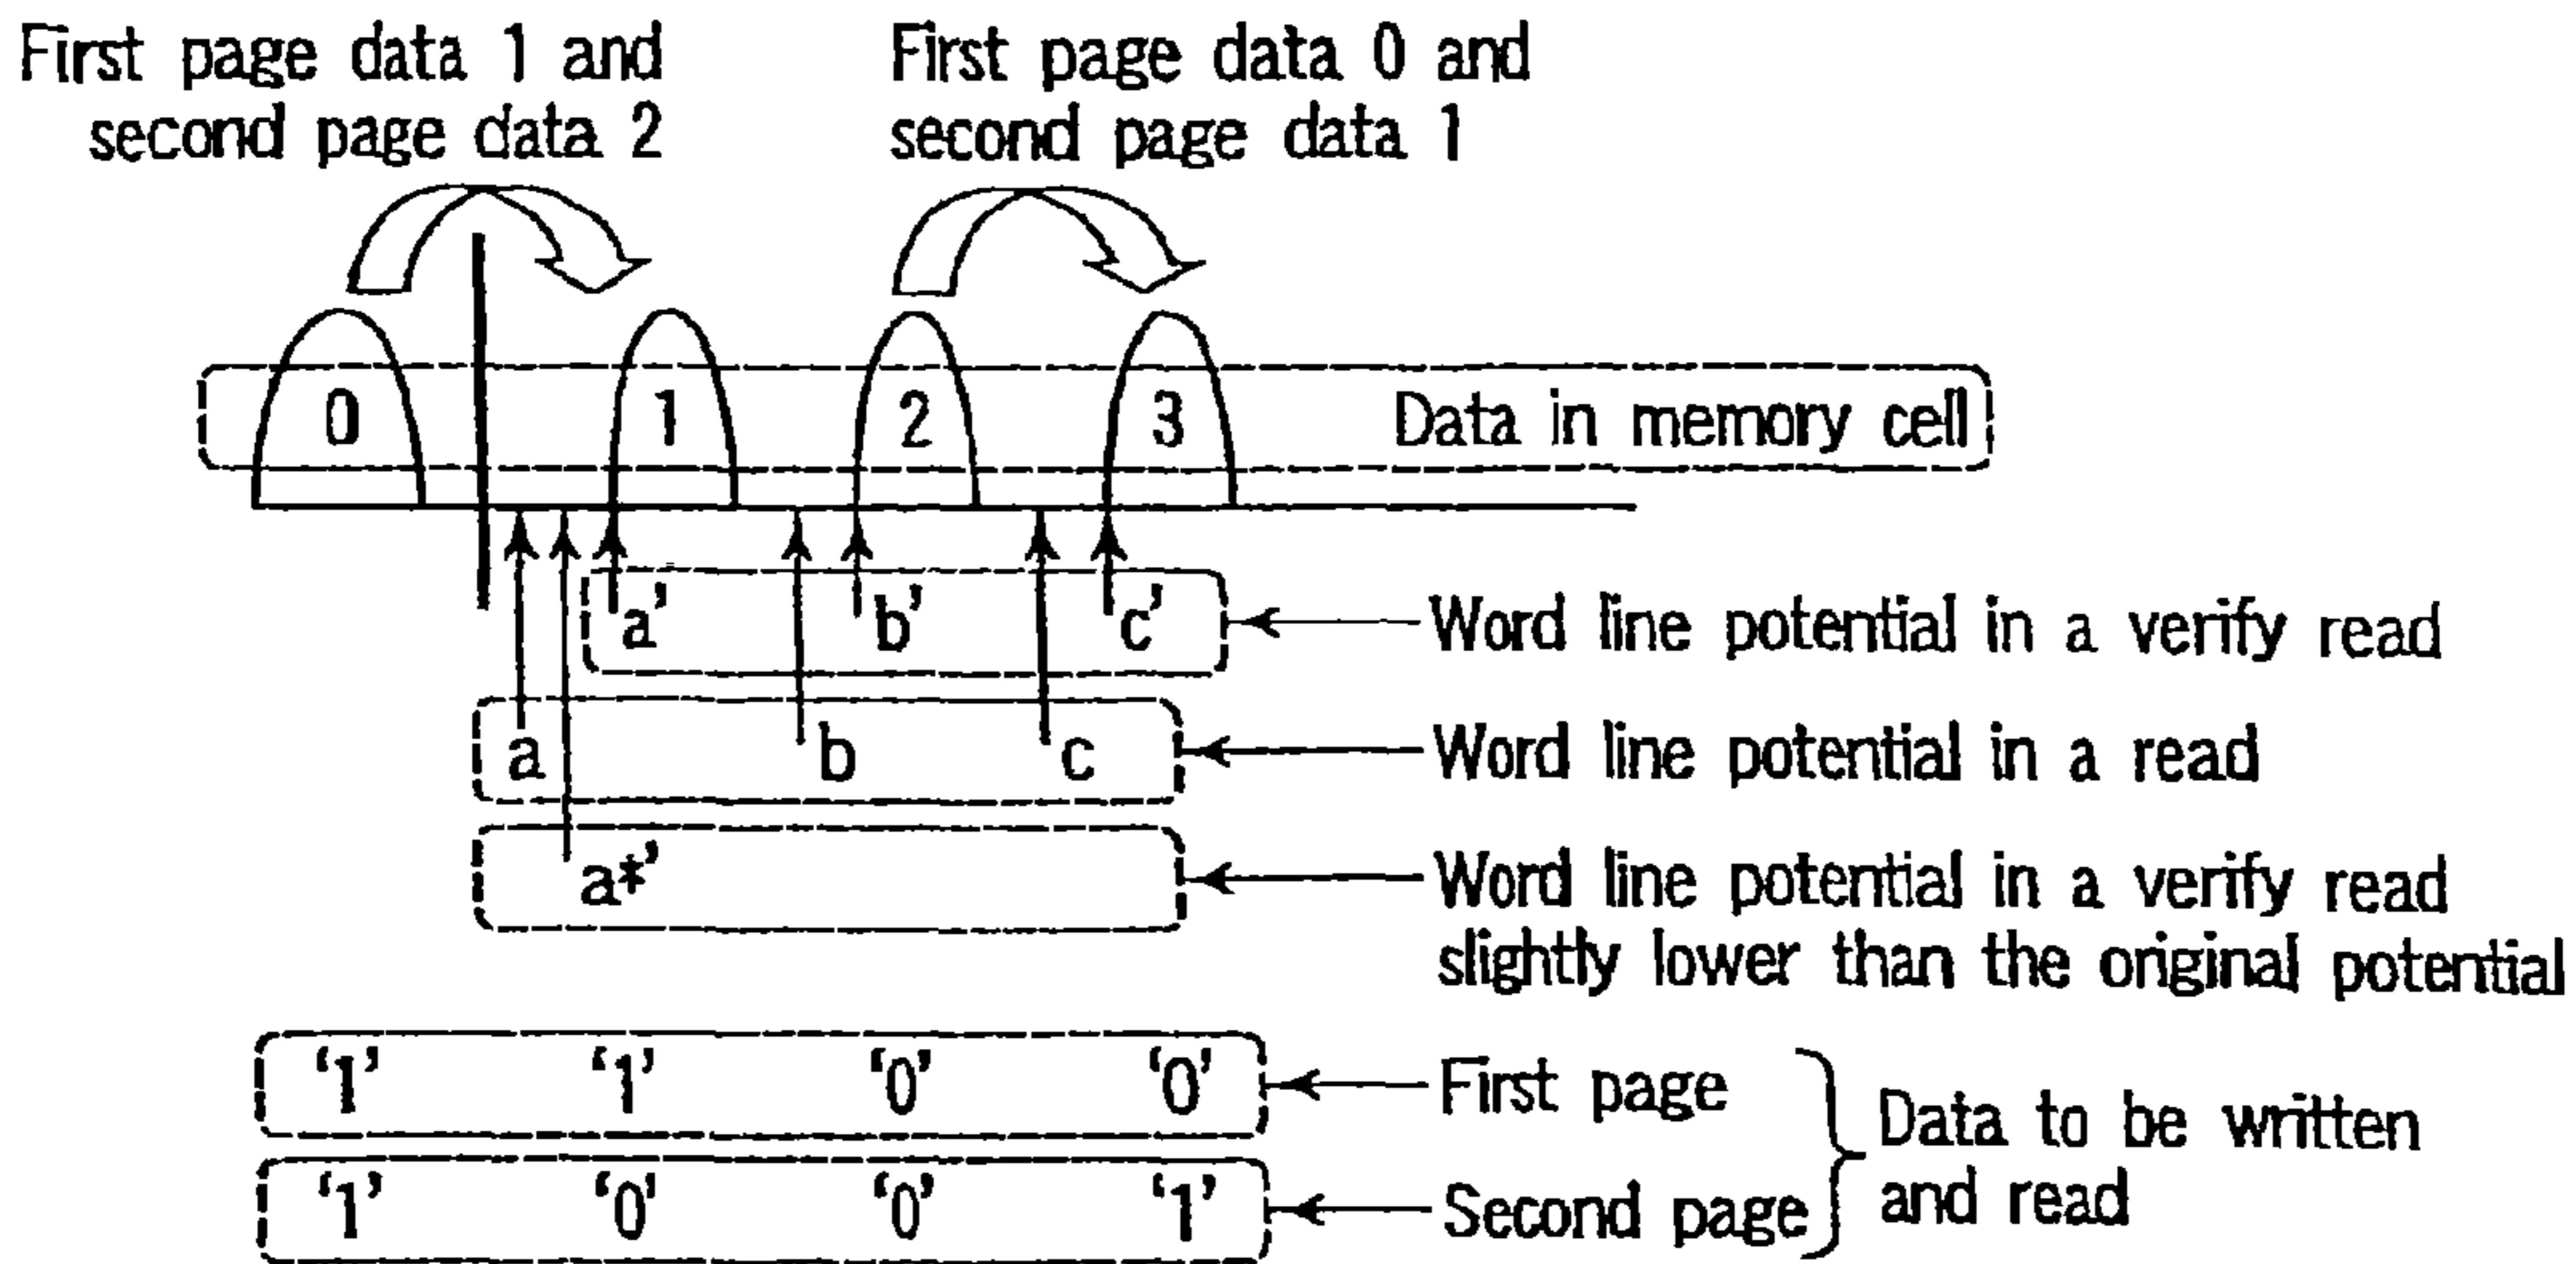 First page data 1 and
second page data 2
First page data 0 and
second page data 1
0 1 2 3 Data in memory cell
a' b' c' Word line potential in a verify read
a b c Word line potential in a read
a*' Word line potential in a verify read
slightly lower than the original potential
'1' '1' '0' '0' First page
'1' '0' '0' '1' Second page
Data to be written
and read